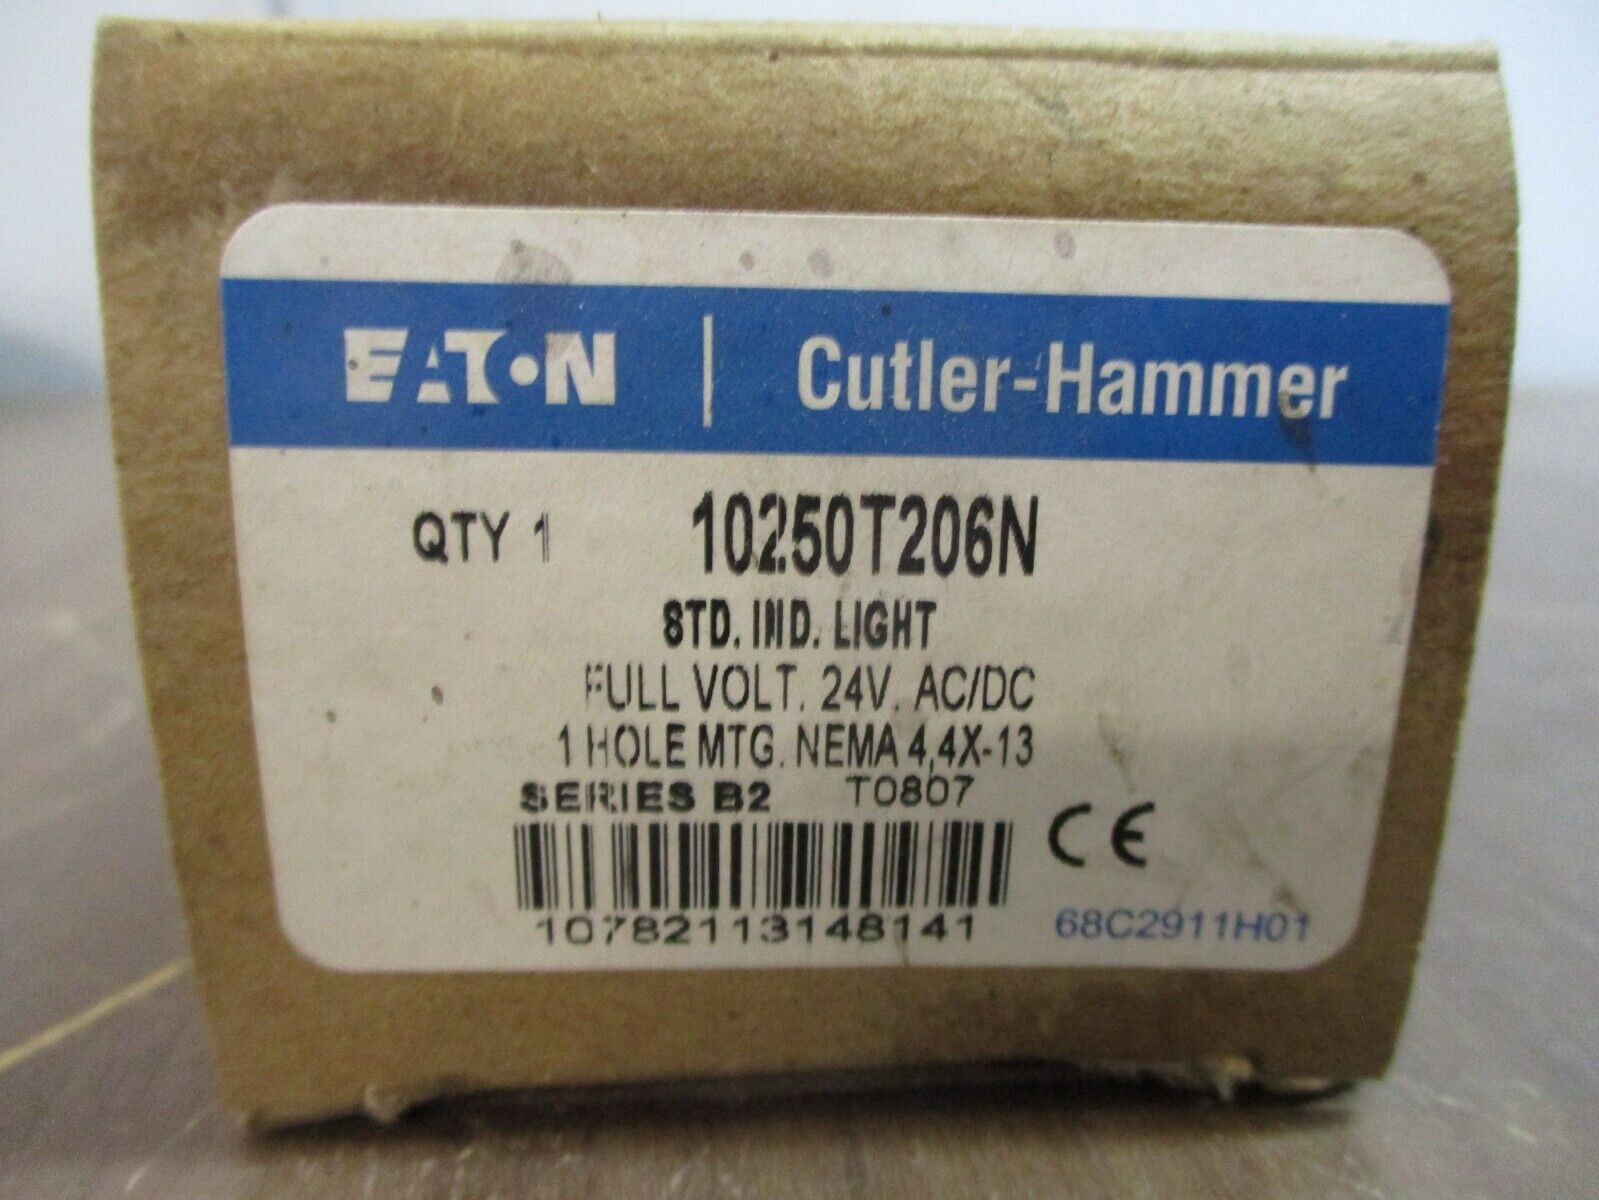 EATON | Cutler-Hammer
QTY 1 10250T206N
STD. IND. LIGHT
FULL VOLT. 24V. AC/DC
1 HOLE MTG. NEMA 4,4X-13
SERIES B2 T0807
CE
10782113148141 68C2911H01